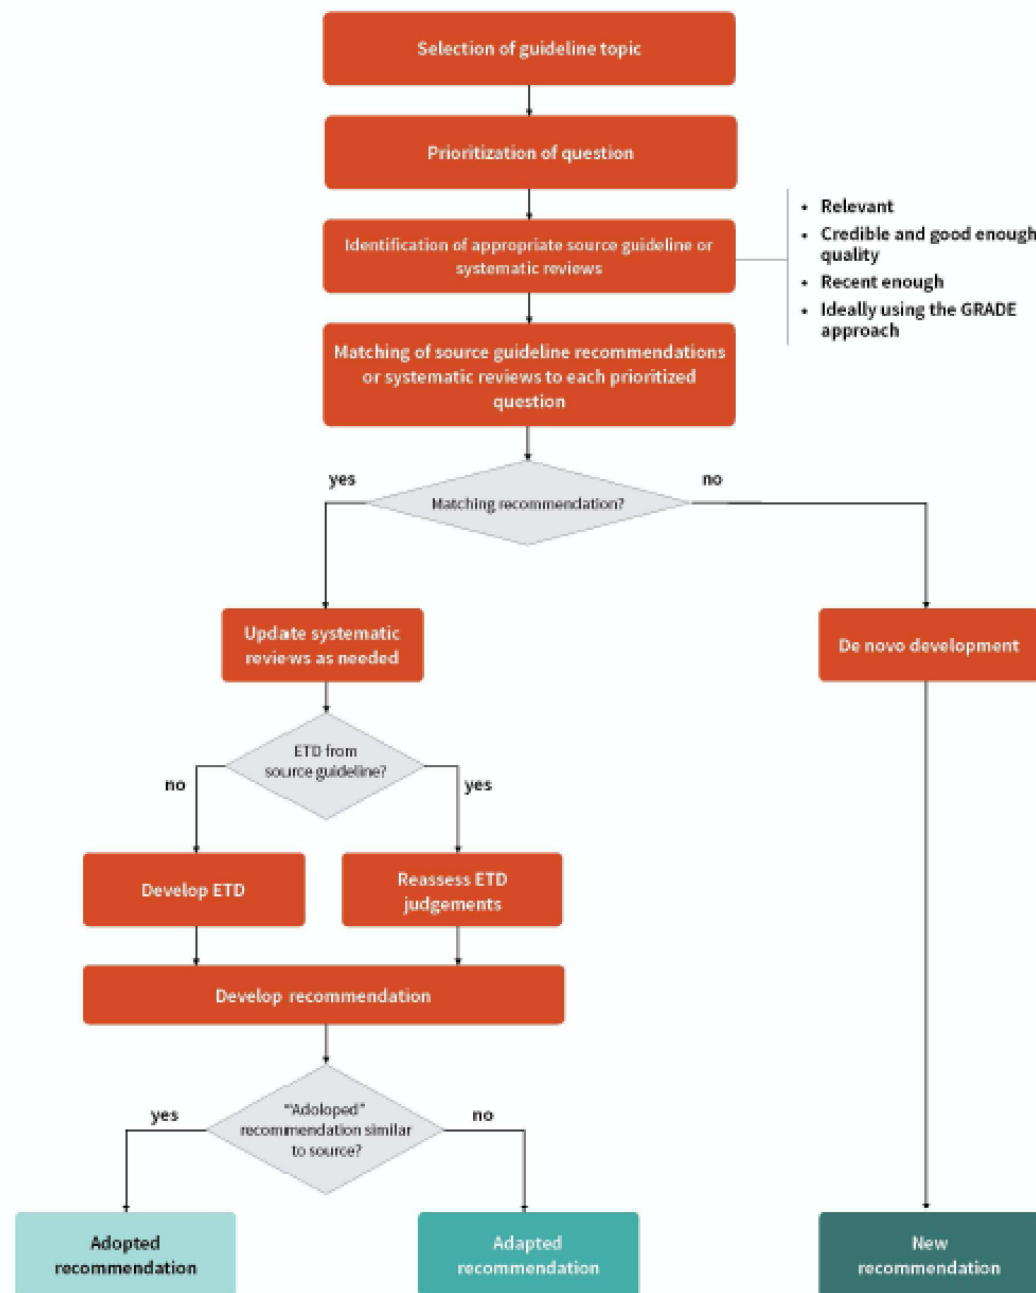 Selection of guideline topic
Prioritization of question
Identification of appropriate source guideline or
systematic reviews
• Relevant
• Credible and good enough
quality
• Recent enough
• Ideally using the GRADE
approach
Matching of source guideline recommendations
or systematic reviews to each prioritized
question
yes
no
Matching recommendation?
Update systematic
reviews as needed
De novo development
ETD from
source guideline?
no
yes
Develop ETD
Reassess ETD
judgements
Develop recommendation
yes
no
"“Adoloped”
recommendation similar
to source?
Adopted
recommendation
Adapted
recommendation
New
recommendation